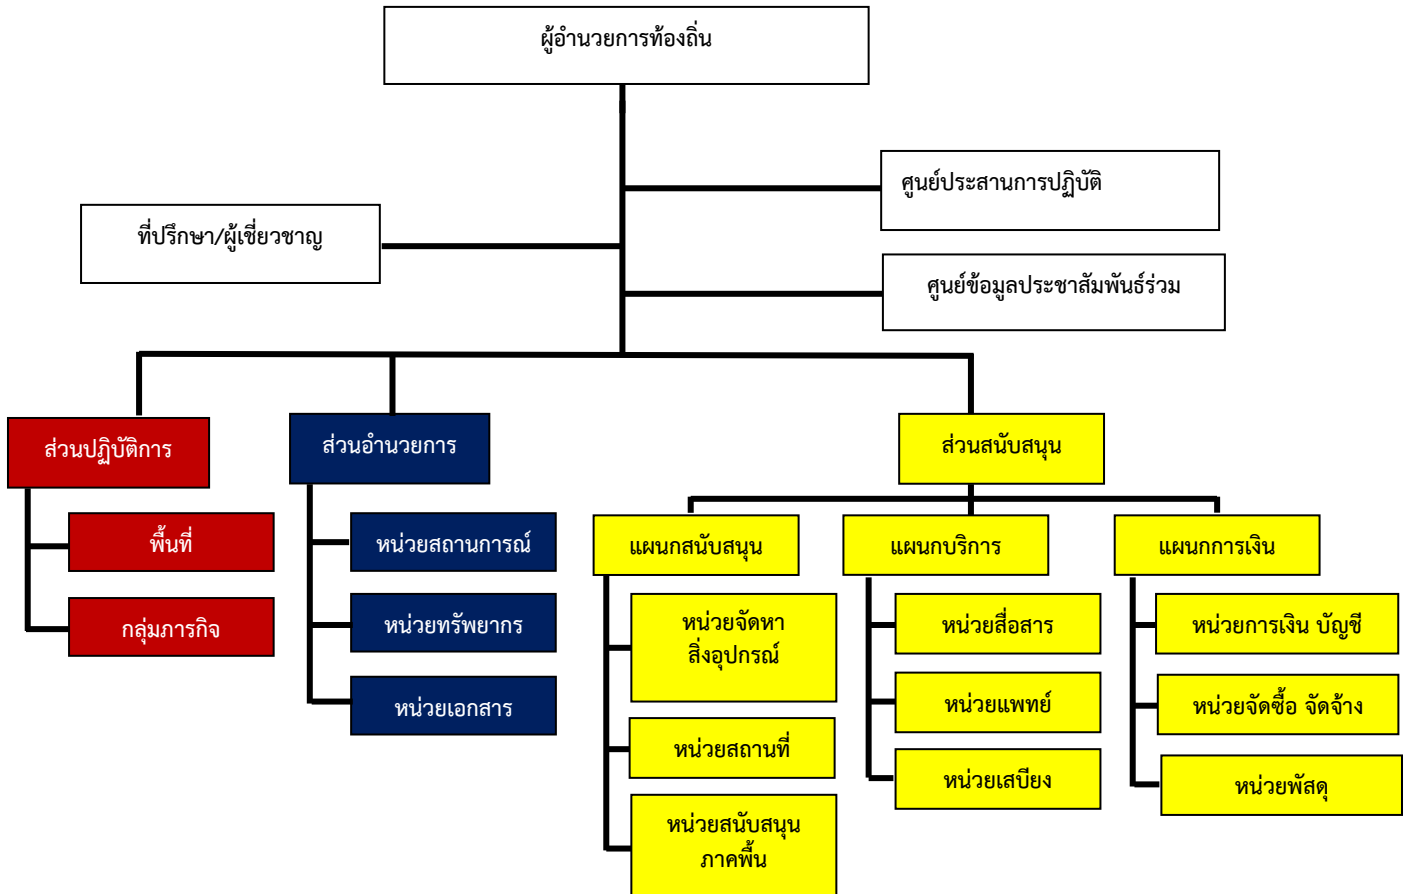 ผู้อำนวยการท้องถิ่น
ศูนย์ประสานการปฏิบัติ
ที่ปรึกษา/ผู้เชี่ยวชาญ
ศูนย์ข้อมูลประชาสัมพันธ์ร่วม
ส่วนปฏิบัติการ
พื้นที่
กลุ่มภารกิจ
ส่วนอำนวยการ
หน่วยสถานการณ์
หน่วยทรัพยากร
หน่วยเอกสาร
ส่วนสนับสนุน
แผนกสนับสนุน
หน่วยจัดหา
สิ่งอุปกรณ์
หน่วยสถานที่
หน่วยสนับสนุน
ภาคพื้น
แผนกบริการ
หน่วยสื่อสาร
หน่วยแพทย์
หน่วยเสบียง
แผนกการเงิน
หน่วยการเงิน บัญชี
หน่วยจัดซื้อ จัดจ้าง
หน่วยพัสดุ